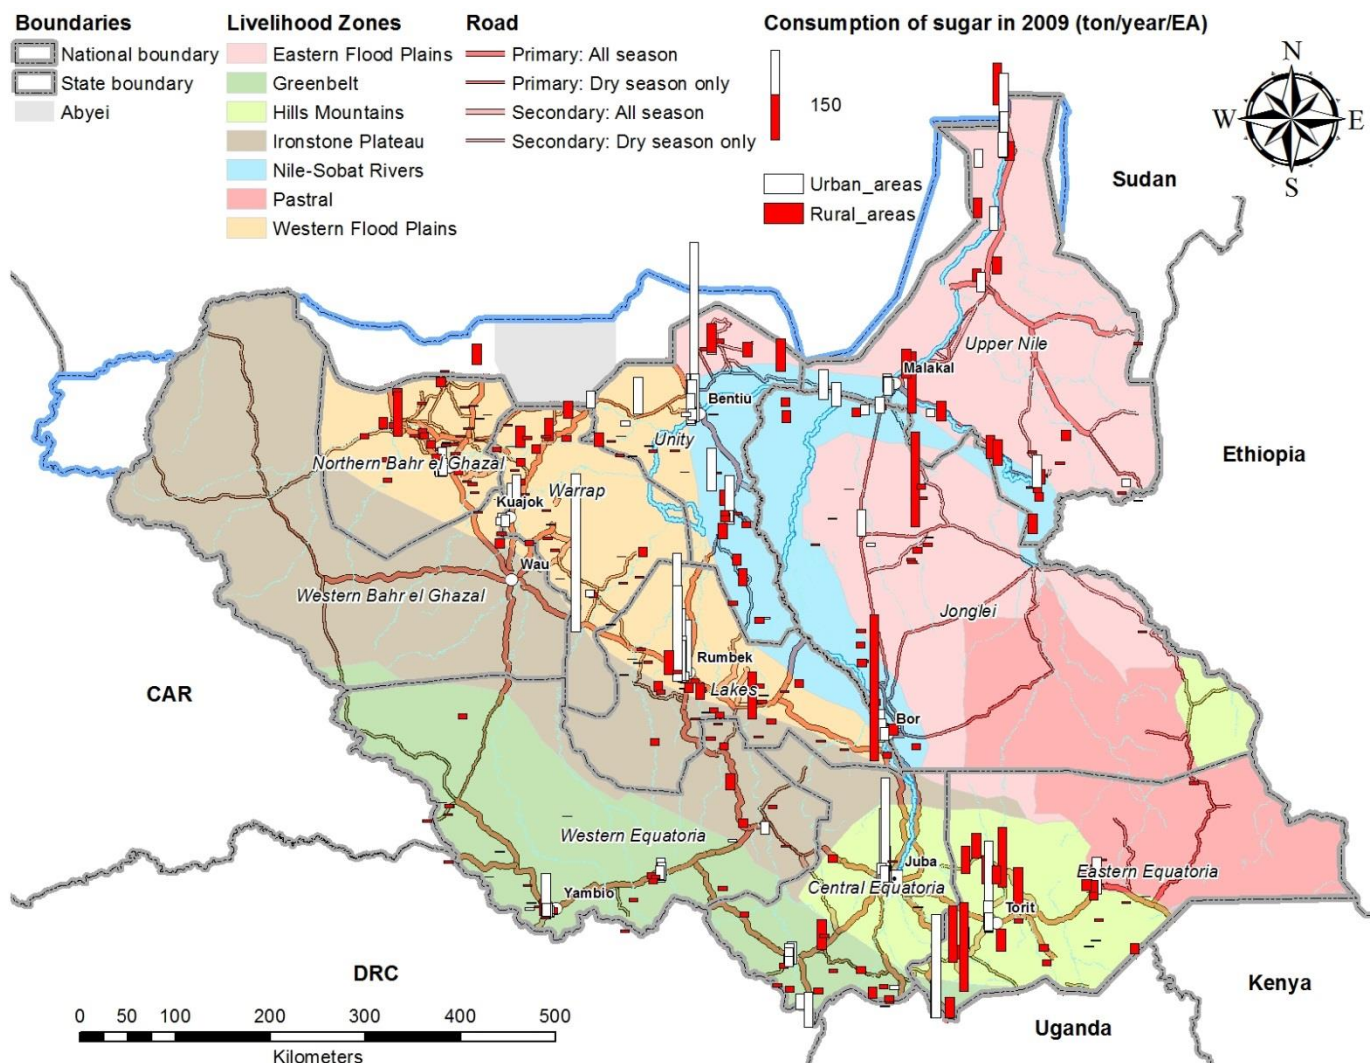 Boundaries
National boundary
State boundary
Abyei
Livelihood Zones
Eastern Flood Plains
Greenbelt
Hills Mountains
Ironstone Plateau
Nile-Sobat Rivers
Pastral
Western Flood Plains
Road
Primary: All season
Primary: Dry season only
Secondary: All season
Secondary: Dry season only
Consumption of sugar in 2009 (ton/year/EA)
150
Urban_areas
Rural_areas
N
W E
S
Sudan
Upper Nile
Malakal
Bentiu
Unity
Ethiopia
Northern Bahr el Ghazal
Warrap
Kuajok
Wau
Western Bahr el Ghazal
Jonglei
Rumbek
Lakes
CAR
Bor
Western Equatoria
Juba
Central Equatoria
Eastern Equatoria
Torit
Yambio
DRC
Kenya
Uganda
0 100 200 300 400 500
Kilometers